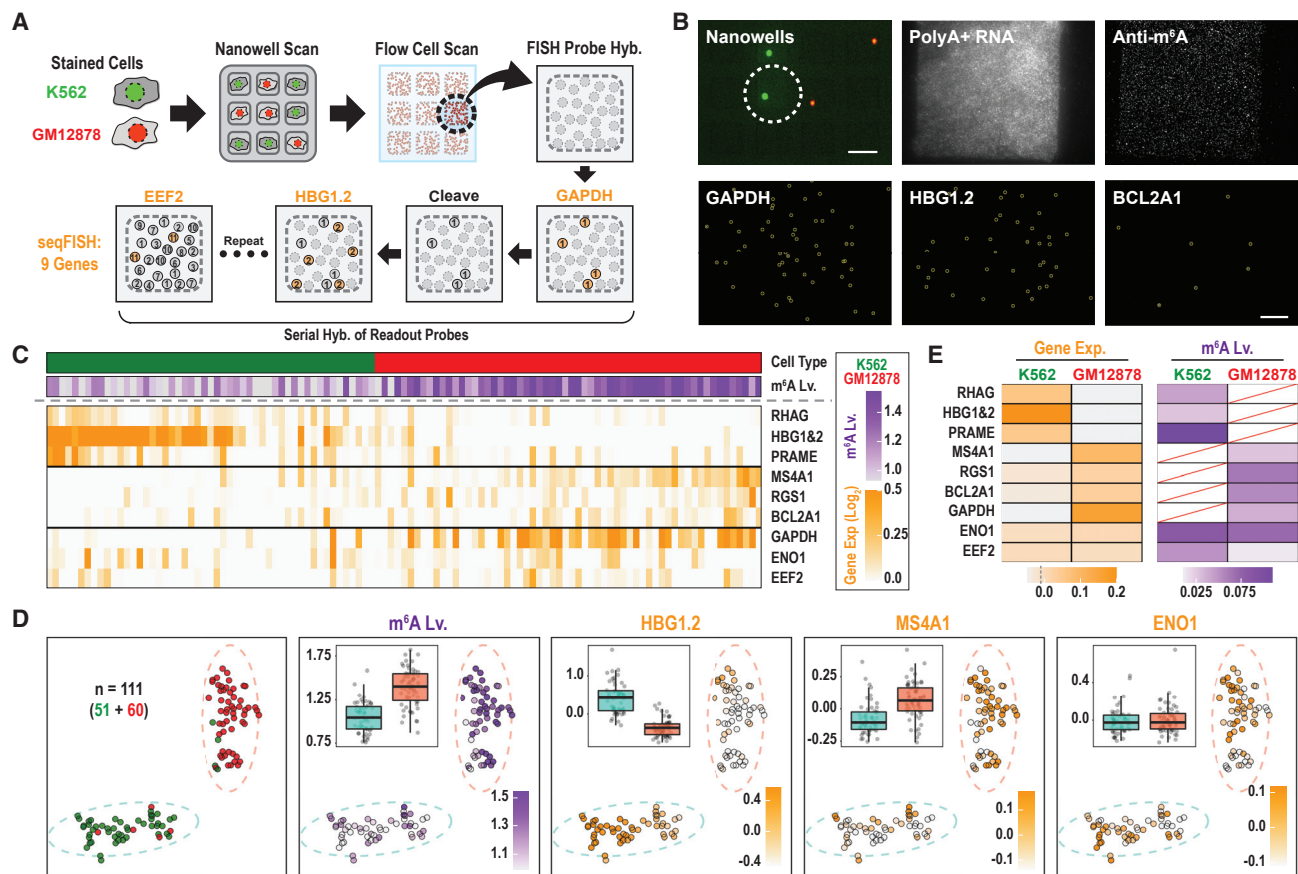 A
Stained Cells
K562
GM12878
Nanowell Scan
Flow Cell Scan
FISH Probe Hyb.
EEF2
HBG1.2
Cleave
GAPDH
seqFISH:
9 Genes
Repeat
Serial Hyb. of Readout Probes
B
Nanowells
PolyA+ RNA
Anti-m⁶A
GAPDH
HBG1.2
BCL2A1
C
Cell Type
m⁶A Lv.
RHAG
HBG1&2
PRAME
MS4A1
RGS1
BCL2A1
GAPDH
ENO1
EEF2
K562
GM12878
m⁶A Lv.
1.4
1.2
1.0
Gene Exp (Log₂)
0.5
0.25
0.0
E
Gene Exp.
m⁶A Lv.
K562
GM12878
K562
GM12878
RHAG
HBG1&2
PRAME
MS4A1
RGS1
BCL2A1
GAPDH
ENO1
EEF2
0.0
0.1
0.2
0.025
0.075
D
n = 111
(51 + 60)
m⁶A Lv.
1.75
1.25
0.75
1.5
1.3
1.1
HBG1.2
1.0
0.0
0.4
0.0
-0.4
MS4A1
0.25
0.00
-0.25
0.1
0.0
-0.1
ENO1
0.4
0.0
0.1
0.0
-0.1